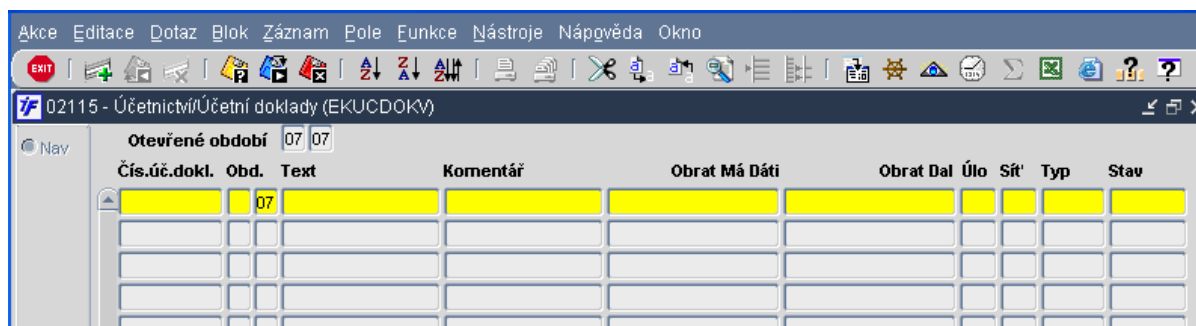 Akce Editace Dotaz Blok Záznam Pole Funkce Nástroje Nápověda Okno
EXIT
02115 - Účetnictví/Účetní doklady (EKUCDOKV)
Nav
Otevřené období 07 07
Čís.úč.dokl. Obd. Text Komentář Obrat Má Dáti Obrat Dal Úlo Síť Typ Stav
07